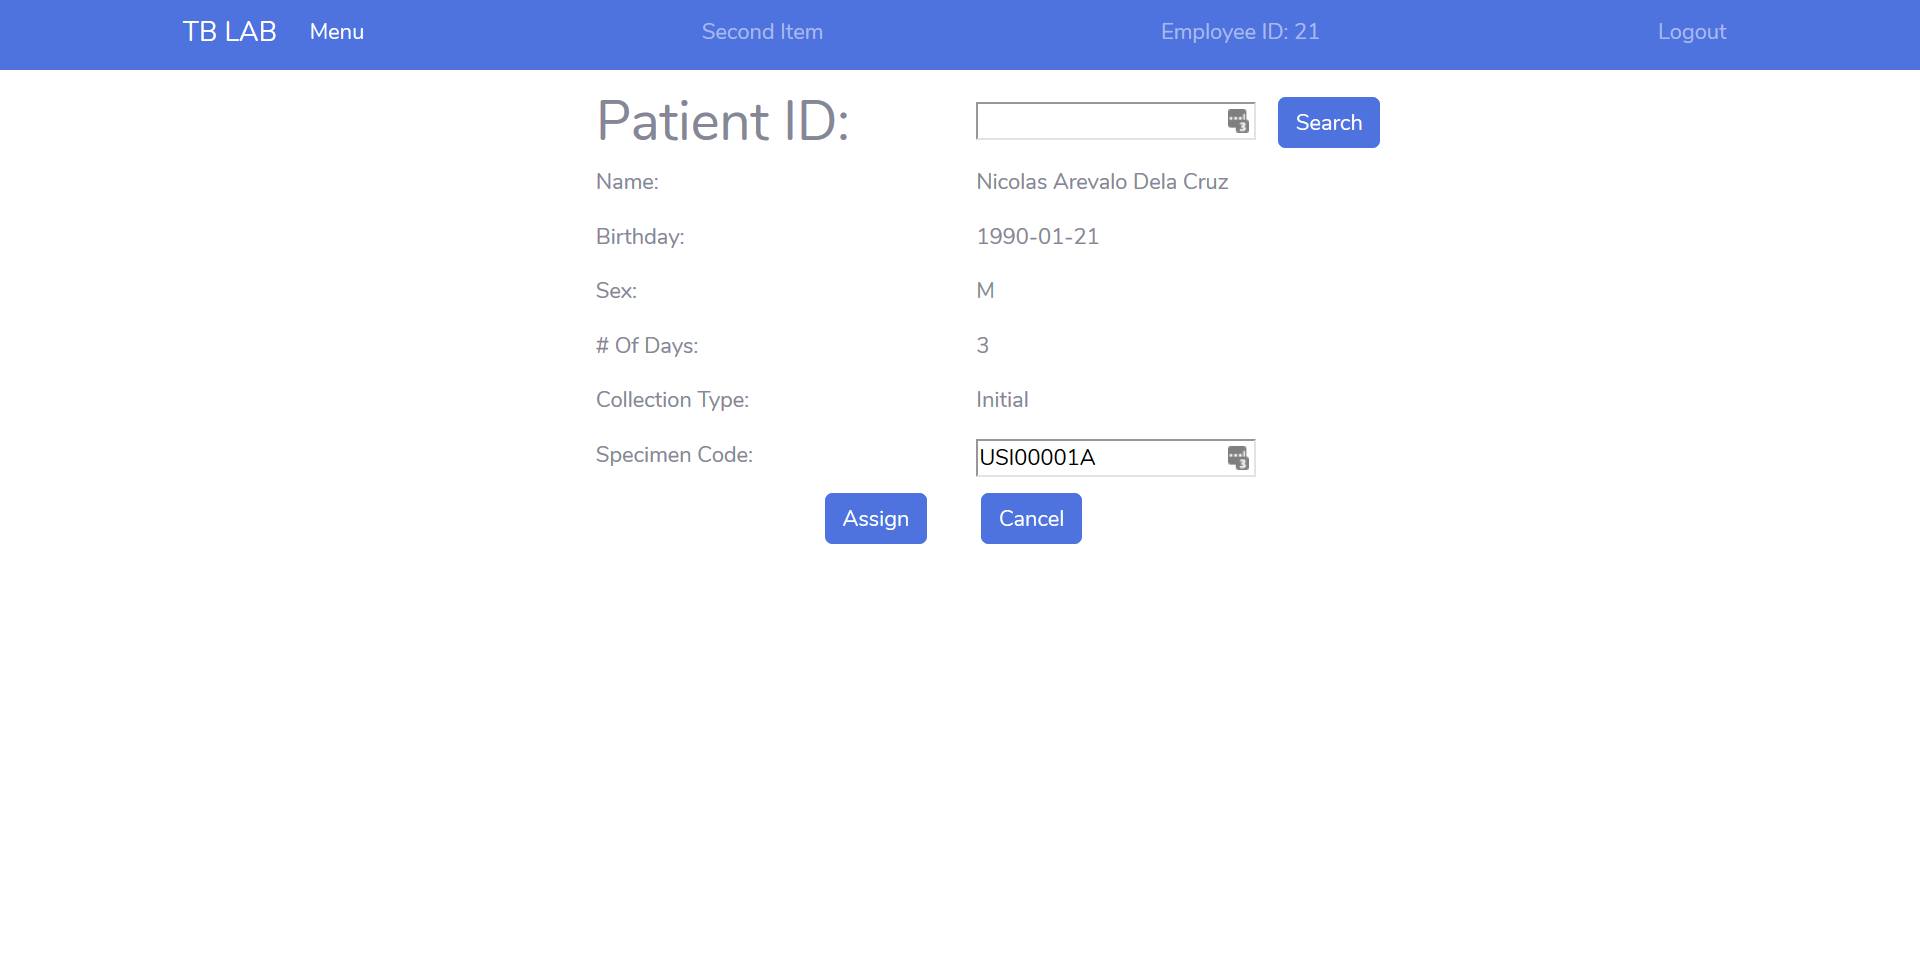 TB LAB Menu Second Item Employee ID: 21 Logout
Patient ID: Search
Name: Nicolas Arevalo Dela Cruz
Birthday: 1990-01-21
Sex: M
# Of Days: 3
Collection Type: Initial
Specimen Code: USI00001A
Assign Cancel